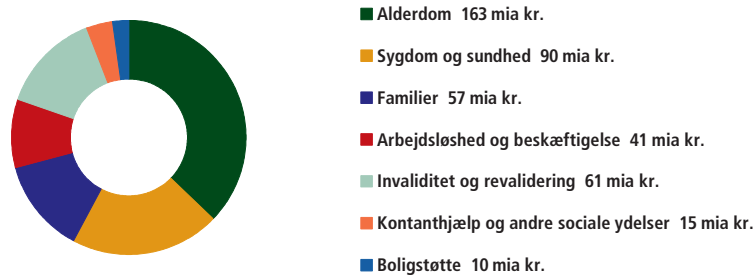 Alderdom 163 mia kr.
Sygdom og sundhed 90 mia kr.
Familier 57 mia kr.
Arbejdsløshed og beskæftigelse 41 mia kr.
Invaliditet og revalidering 61 mia kr.
Kontanthjælp og andre sociale ydelser 15 mia kr.
Boligstøtte 10 mia kr.